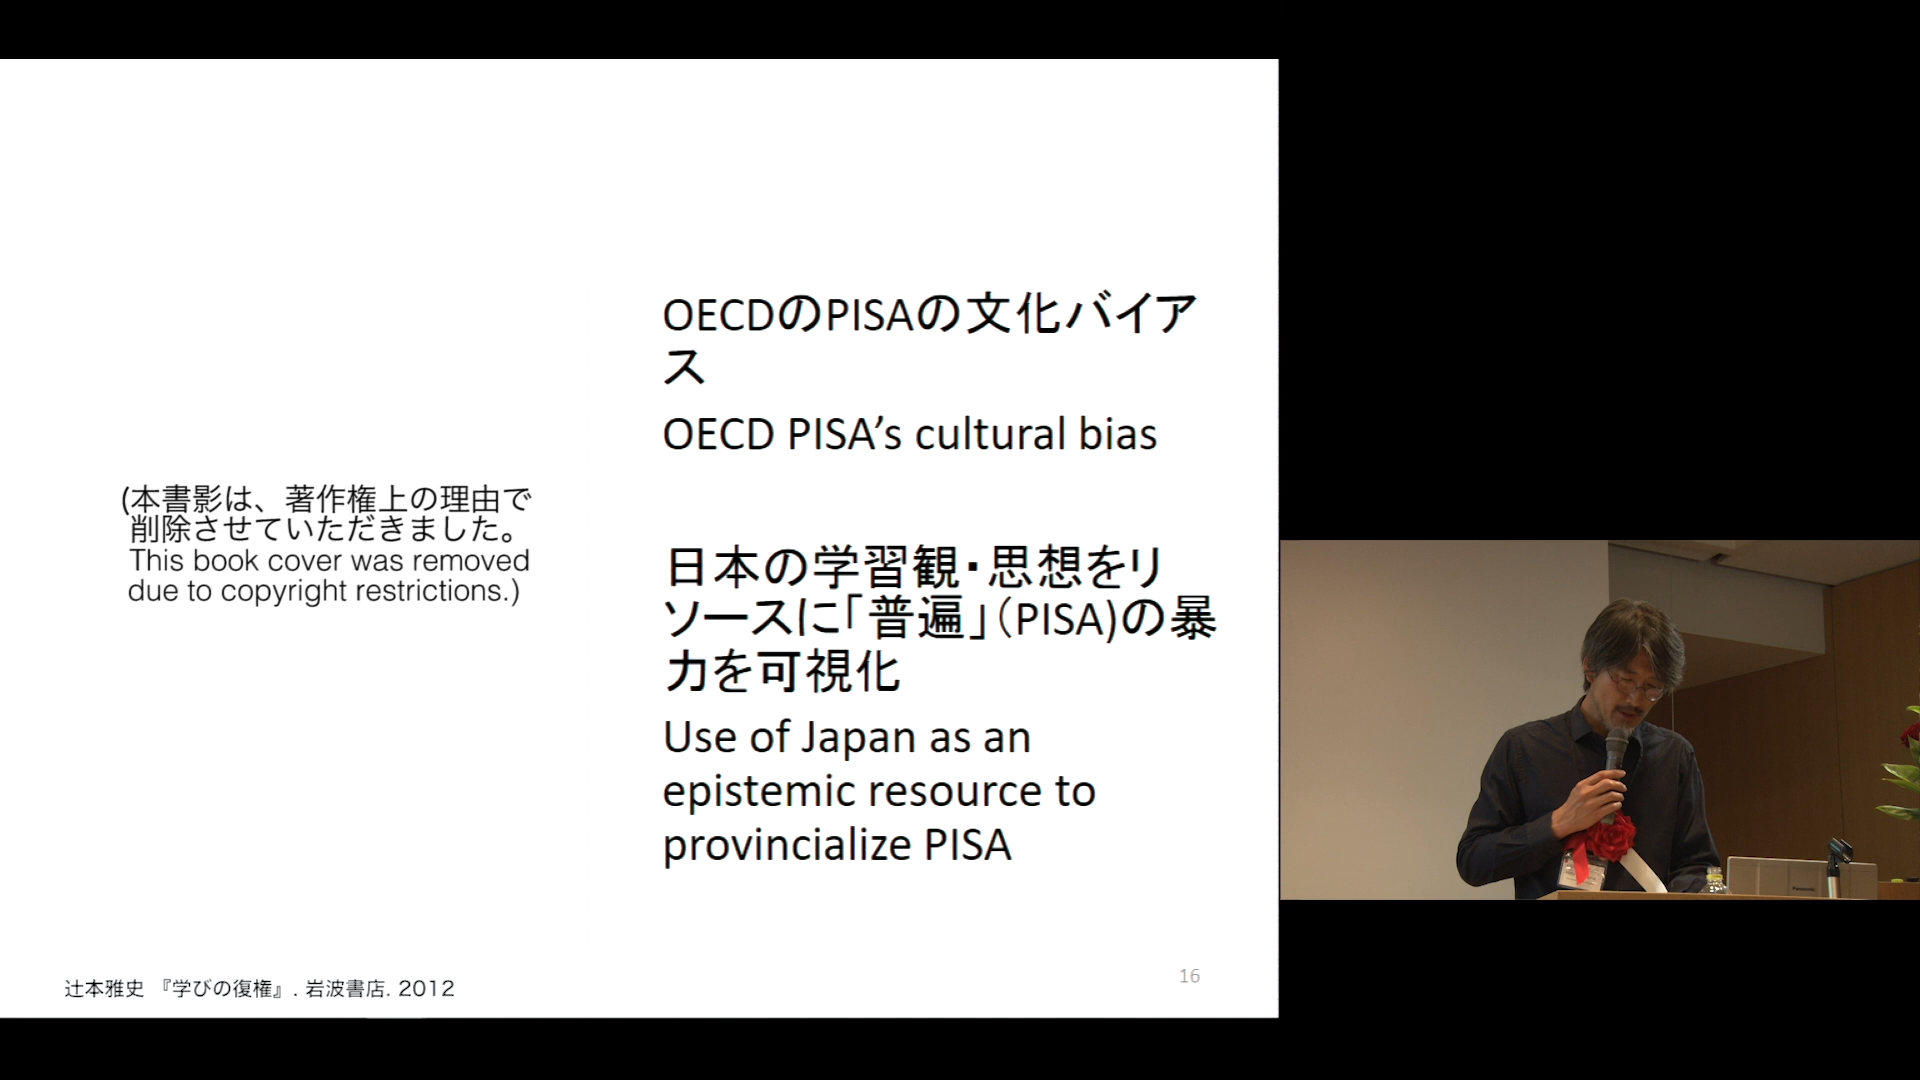 OECDのPISAの文化バイア
ス
OECD PISA’s cultural bias
日本の学習観・思想をリ
ソースに「普遍」（PISA)の暴
力を可視化
Use of Japan as an
epistemic resource to
provincialize PISA
(本書影は、著作権上の理由で
削除させていただきました。
This book cover was removed
due to copyright restrictions.)
辻本雅史 『学びの復権』. 岩波書店. 2012
16
Panasonic